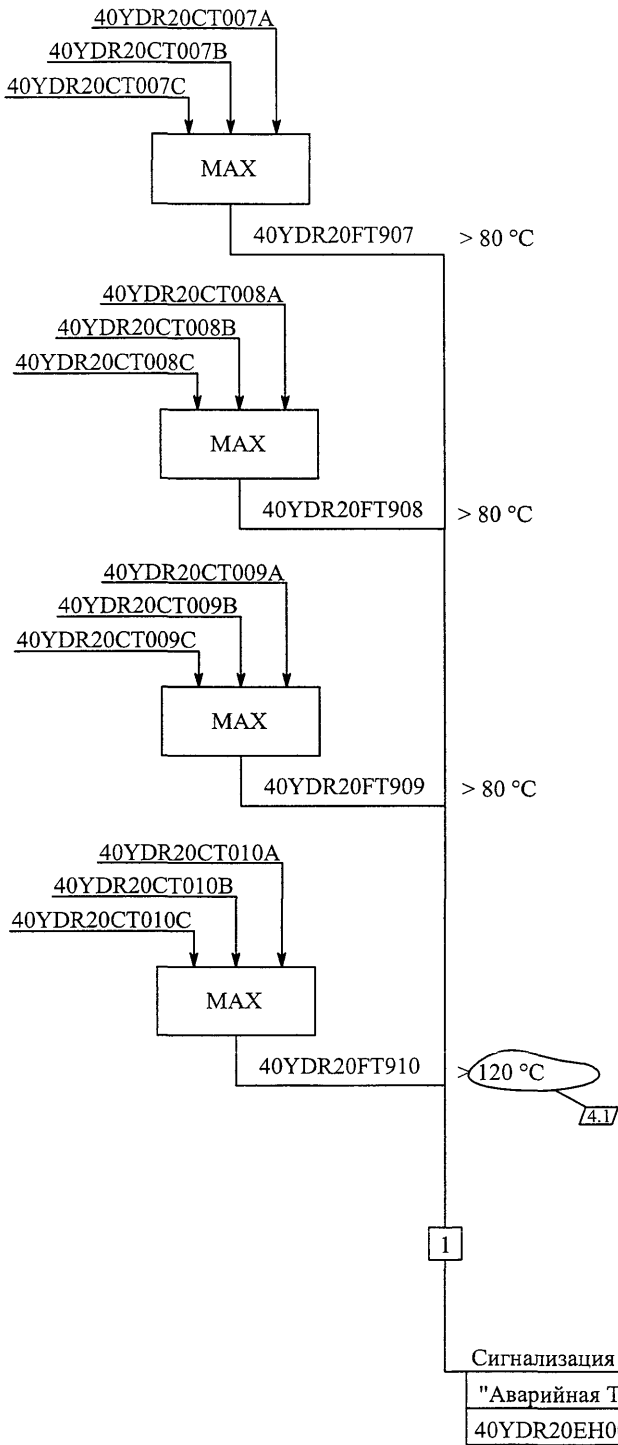 40YDR20CT007A
40YDR20CT007B
40YDR20CT007C
MAX
40YDR20FT907 > 80 °C
40YDR20CT008A
40YDR20CT008B
40YDR20CT008C
MAX
40YDR20FT908 > 80 °C
40YDR20CT009A
40YDR20CT009B
40YDR20CT009C
MAX
40YDR20FT909 > 80 °C
40YDR20CT010A
40YDR20CT010B
40YDR20CT010C
MAX
40YDR20FT910 > 120 °C
4.1
1
Сигнализация
"Аварийная Т